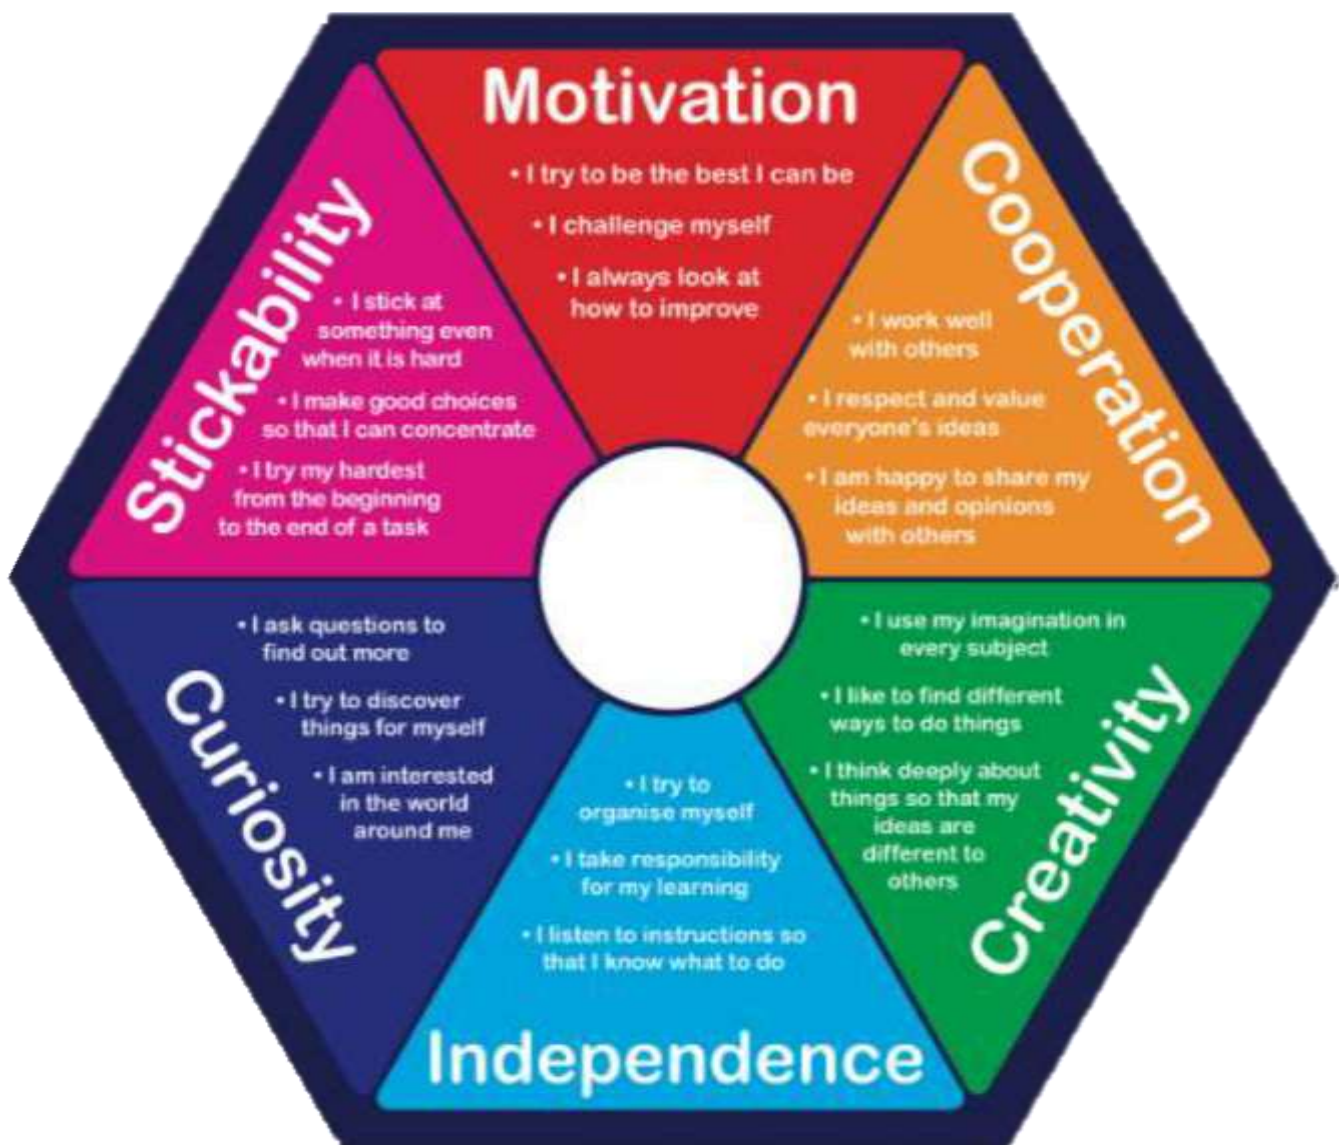 Motivation
• I try to be the best I can be
• I challenge myself
• I always look at
how to improve
Cooperation
• I work well
with others
• I respect and value
everyone's ideas
• I am happy to share my
ideas and opinions
with others
Creativity
• I use my imagination in
every subject
• I like to find different
ways to do things
• I think deeply about
things so that my
ideas are
different to
others
Independence
• I try to
organise myself
• I take responsibility
for my learning
• I listen to instructions so
that I know what to do
Curiosity
• I ask questions to
find out more
• I try to discover
things for myself
• I am interested
in the world
around me
Stickability
• I stick at
something even
when it is hard
• I make good choices
so that I can concentrate
• I try my hardest
from the beginning
to the end of a task